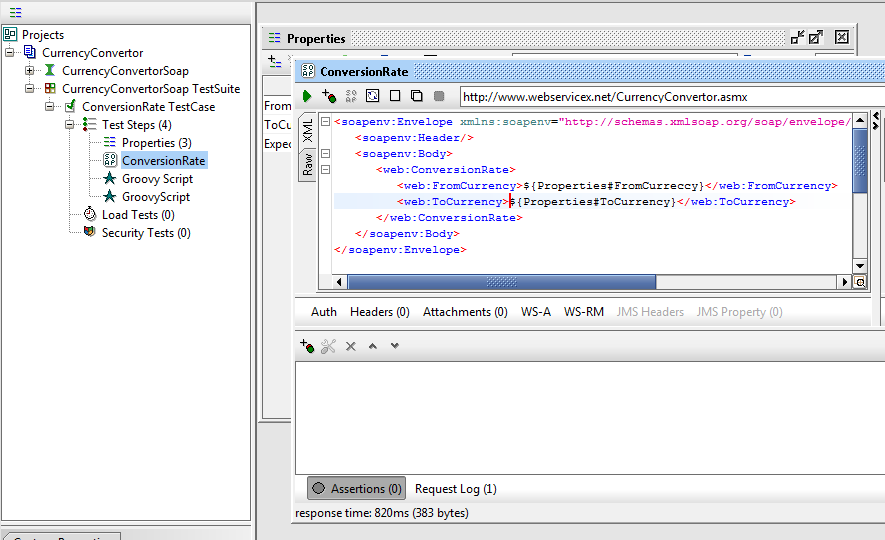 Projects
CurrencyConvertor
CurrencyConvertorSoap
CurrencyConvertorSoap TestSuite
ConversionRate TestCase
Test Steps (4)
Properties (3)
ConversionRate
Groovy Script
GroovyScript
Load Tests (0)
Security Tests (0)
Properties
From
ToCu
Expec
ConversionRate
http://www.webservicex.net/CurrencyConvertor.asmx
XML
Raw
<soapenv:Envelope xmlns:soapenv="http://schemas.xmlsoap.org/soap/envelope/
<soapenv:Header/>
<soapenv:Body>
<web:ConversionRate>
<web:FromCurrency>${Properties#FromCurreccy}</web:FromCurrency>
<web:ToCurrency>${Properties#ToCurrency}</web:ToCurrency>
</web:ConversionRate>
</soapenv:Body>
</soapenv:Envelope>
Auth Headers (0) Attachments (0) WS-A WS-RM JMS Headers JMS Property (0)
Assertions (0) Request Log (1)
response time: 820ms (383 bytes)